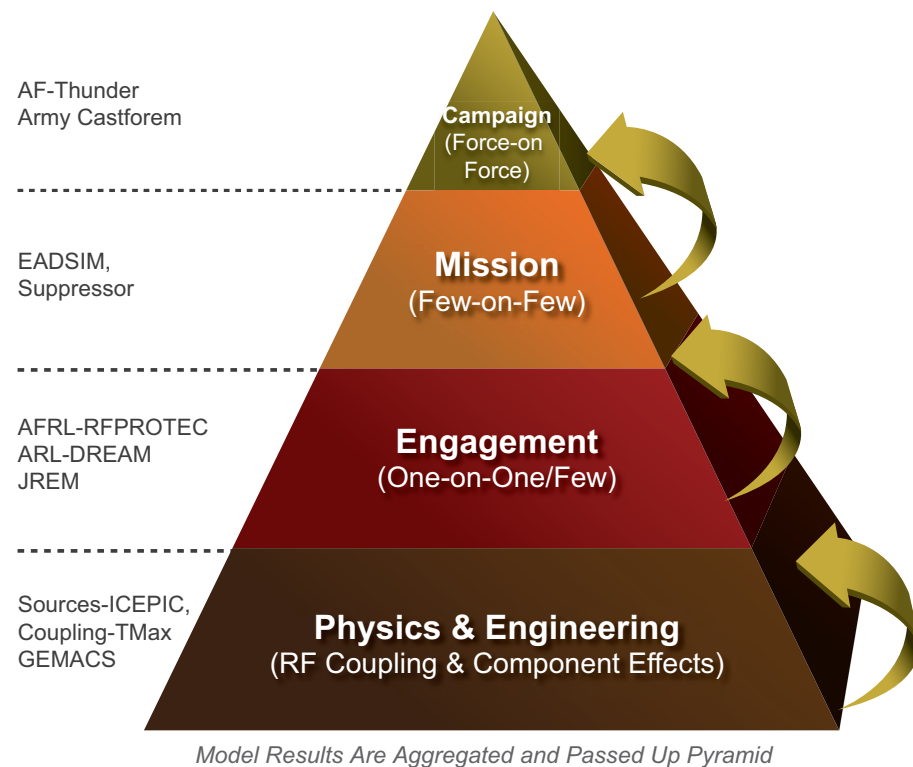 AF-Thunder
Army Castforem
Campaign
(Force-on
Force)
EADSIM,
Suppressor
Mission
(Few-on-Few)
AFRL-RFPROTEC
ARL-DREAM
JREM
Engagement
(One-on-One/Few)
Sources-ICEPIC,
Coupling-TMax
GEMACS
Physics & Engineering
(RF Coupling & Component Effects)
Model Results Are Aggregated and Passed Up Pyramid